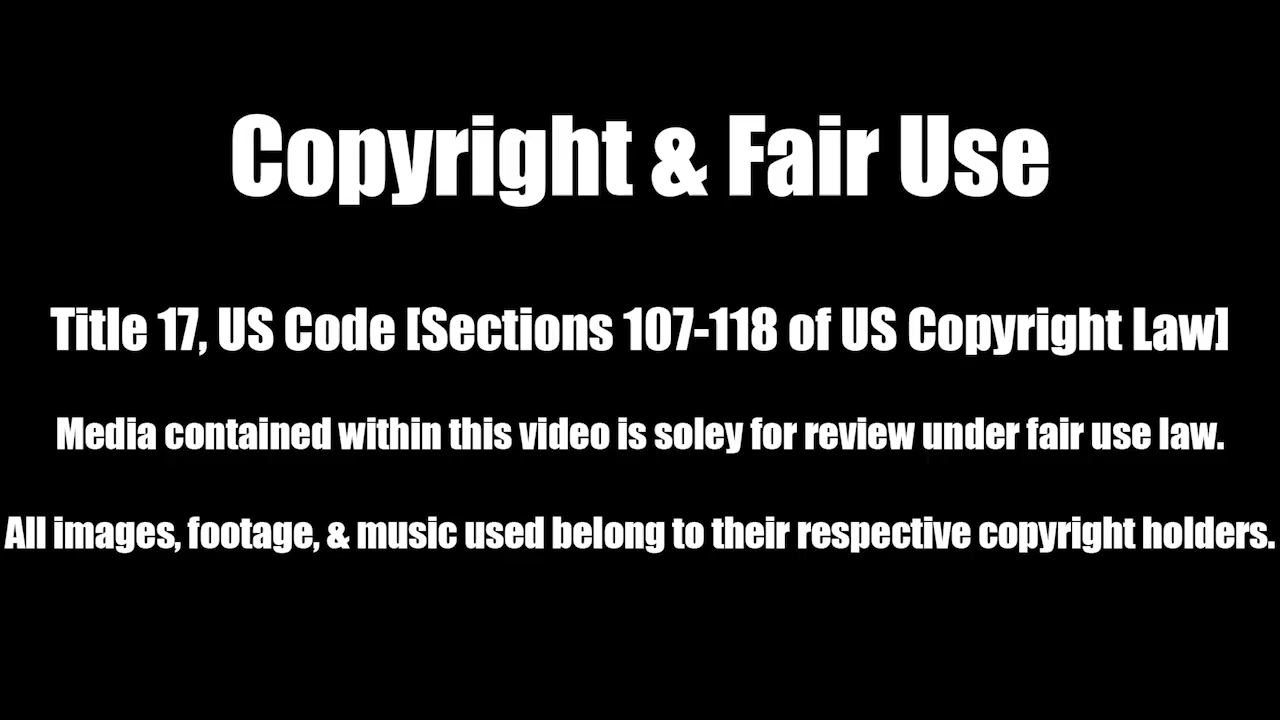 Copyright & Fair Use
Title 17, US Code [Sections 107-118 of US Copyright Law]
Media contained within this video is soley for review under fair use law.
All images, footage, & music used belong to their respective copyright holders.